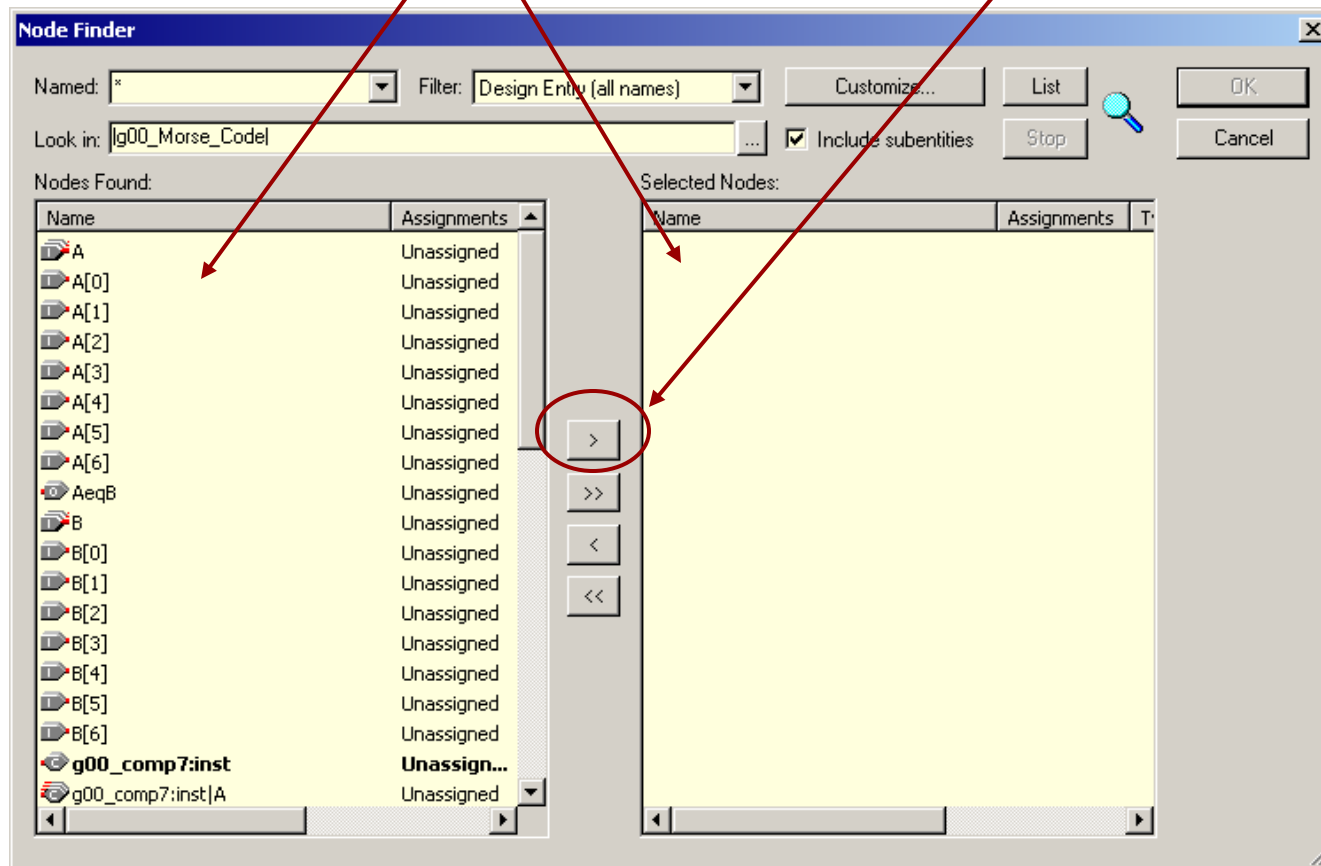 Node Finder
Named: * Filter: Design Entry (all names) Customize... List OK
Look in: |g00_Morse_Code| ... Include subentities Stop Cancel
Nodes Found: Selected Nodes:
Name Assignments Name Assignments
A Unassigned
A[0] Unassigned
A[1] Unassigned
A[2] Unassigned
A[3] Unassigned
A[4] Unassigned
A[5] Unassigned
A[6] Unassigned
>
AeqB Unassigned
>>
B Unassigned
B[0] Unassigned
<
B[1] Unassigned
<<
B[2] Unassigned
B[3] Unassigned
B[4] Unassigned
B[5] Unassigned
B[6] Unassigned
g00_comp7:inst Unassign...
g00_comp7:inst|A Unassigned